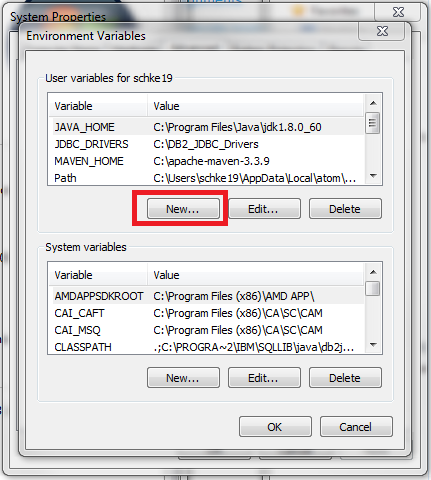 System Properties
Environment Variables
User variables for schke19
Variable Value
JAVA_HOME C:\Program Files\Java\jdk1.8.0_60
JDBC_DRIVERS C:\DB2_JDBC_Drivers
MAVEN_HOME C:\apache-maven-3.3.9
Path C:\Users\schke19\AppData\Local\atom\...
New... Edit... Delete
System variables
Variable Value
AMDAPPSDKROOT C:\Program Files (x86)\AMD APP\
CAI_CAFT C:\Program Files (x86)\CA\SC\CAM
CAI_MSQ C:\Program Files (x86)\CA\SC\CAM
CLASSPATH .;C:\PROGRA~2\IBM\SQLLIB\java\db2j...
New... Edit... Delete
OK Cancel